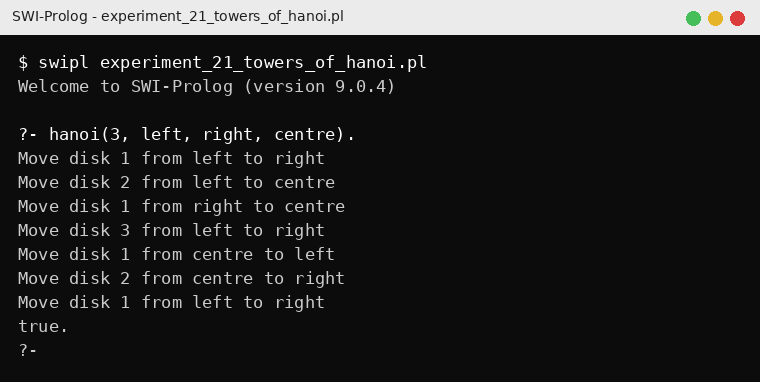 SWI-Prolog - experiment_21_towers_of_hanoi.pl
$ swipl experiment_21_towers_of_hanoi.pl
Welcome to SWI-Prolog (version 9.0.4)
?- hanoi(3, left, right, centre).
Move disk 1 from left to right
Move disk 2 from left to centre
Move disk 1 from right to centre
Move disk 3 from left to right
Move disk 1 from centre to left
Move disk 2 from centre to right
Move disk 1 from left to right
true.
?-